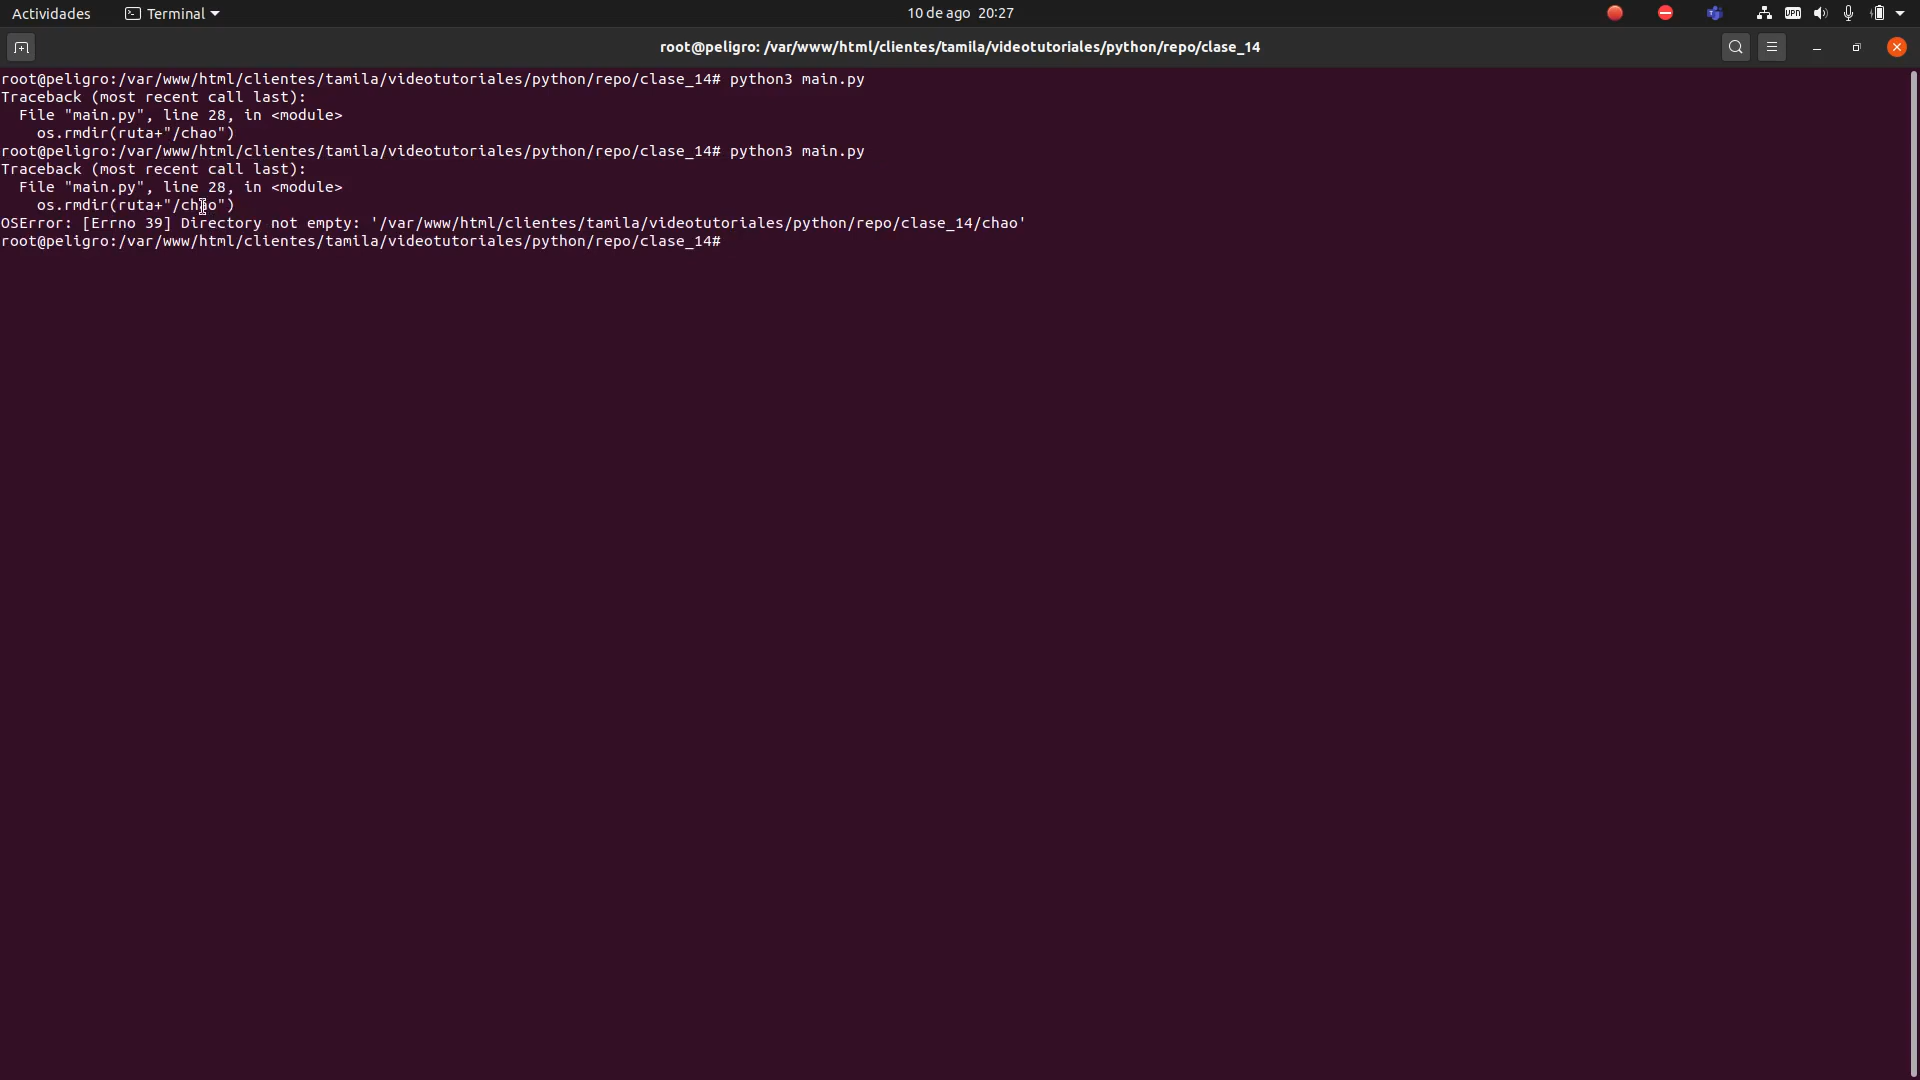 Actividades
Terminal
10 de ago 20:27
VPN
root@peligro: /var/www/html/clientes/tamila/videotutoriales/python/repo/clase_14
root@peligro:/var/www/html/clientes/tamila/videotutoriales/python/repo/clase_14# python3 main.py
Traceback (most recent call last):
  File "main.py", line 28, in <module>
    os.rmdir(ruta+"/chao")
root@peligro:/var/www/html/clientes/tamila/videotutoriales/python/repo/clase_14# python3 main.py
Traceback (most recent call last):
  File "main.py", line 28, in <module>
    os.rmdir(ruta+"/chao")
OSError: [Errno 39] Directory not empty: '/var/www/html/clientes/tamila/videotutoriales/python/repo/clase_14/chao'
root@peligro:/var/www/html/clientes/tamila/videotutoriales/python/repo/clase_14#